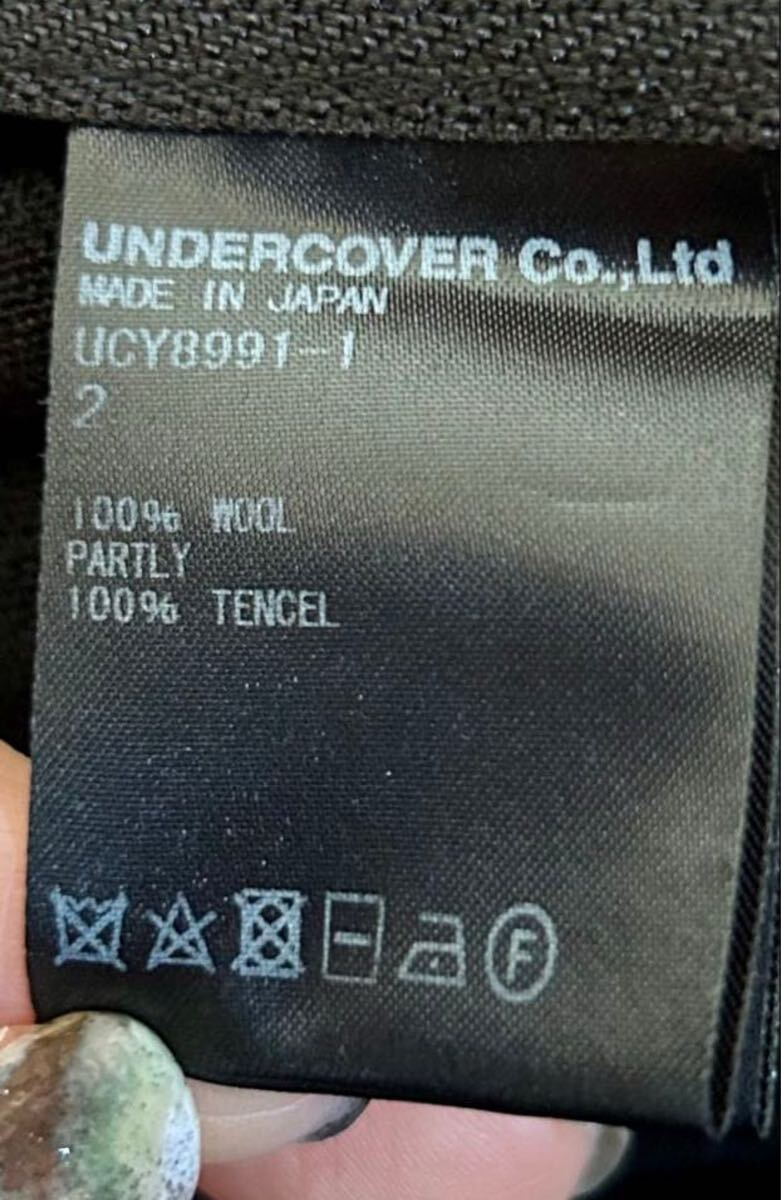 UNDERCOVER Co.,Ltd
MADE IN JAPAN
UCY8991-1
2
100% WOOL
PARTLY
100% TENCEL
F